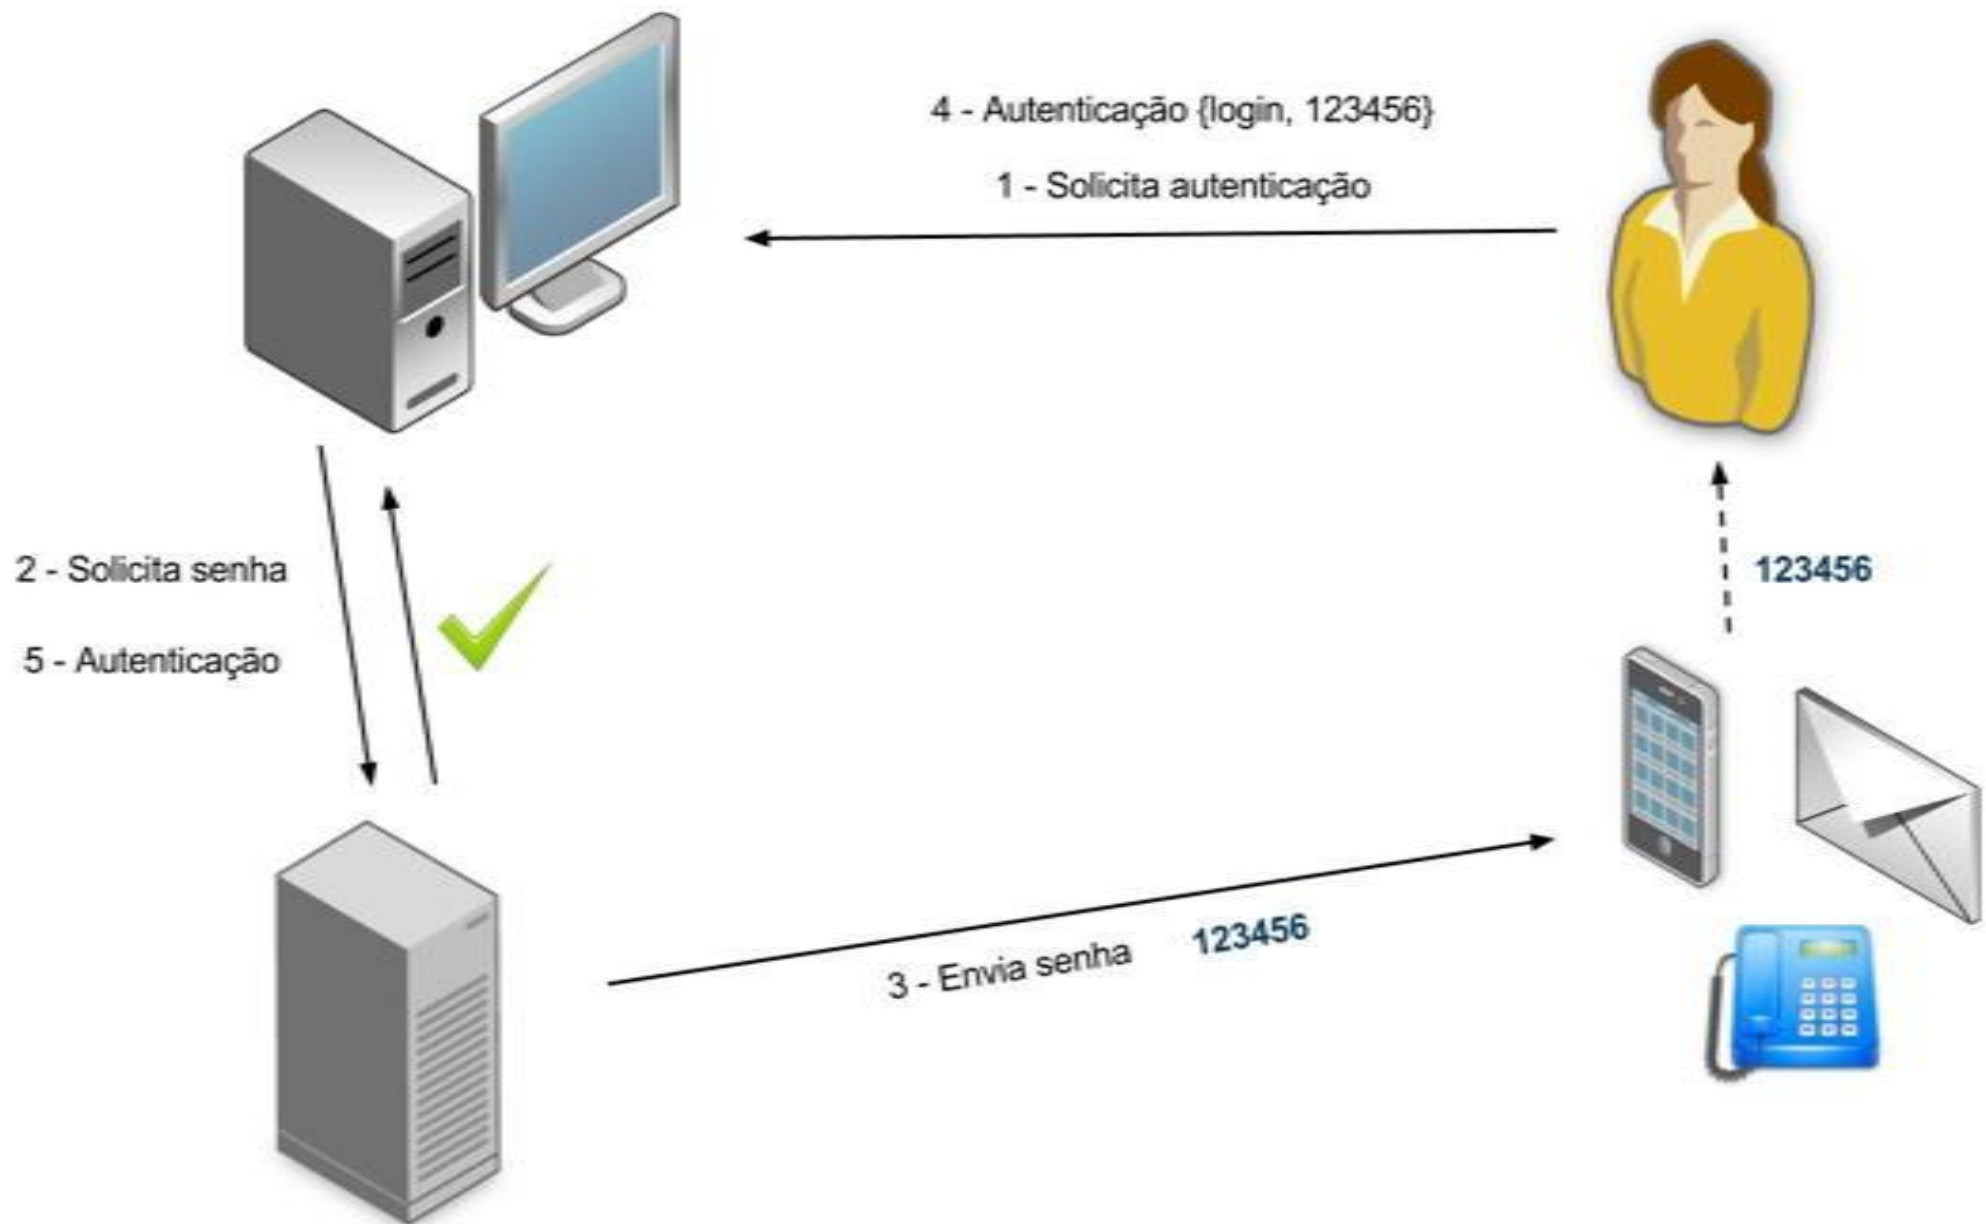 4 - Autenticação {login, 123456}
1 - Solicita autenticação
2 - Solicita senha
123456
5 - Autenticação
3 - Envia senha 123456